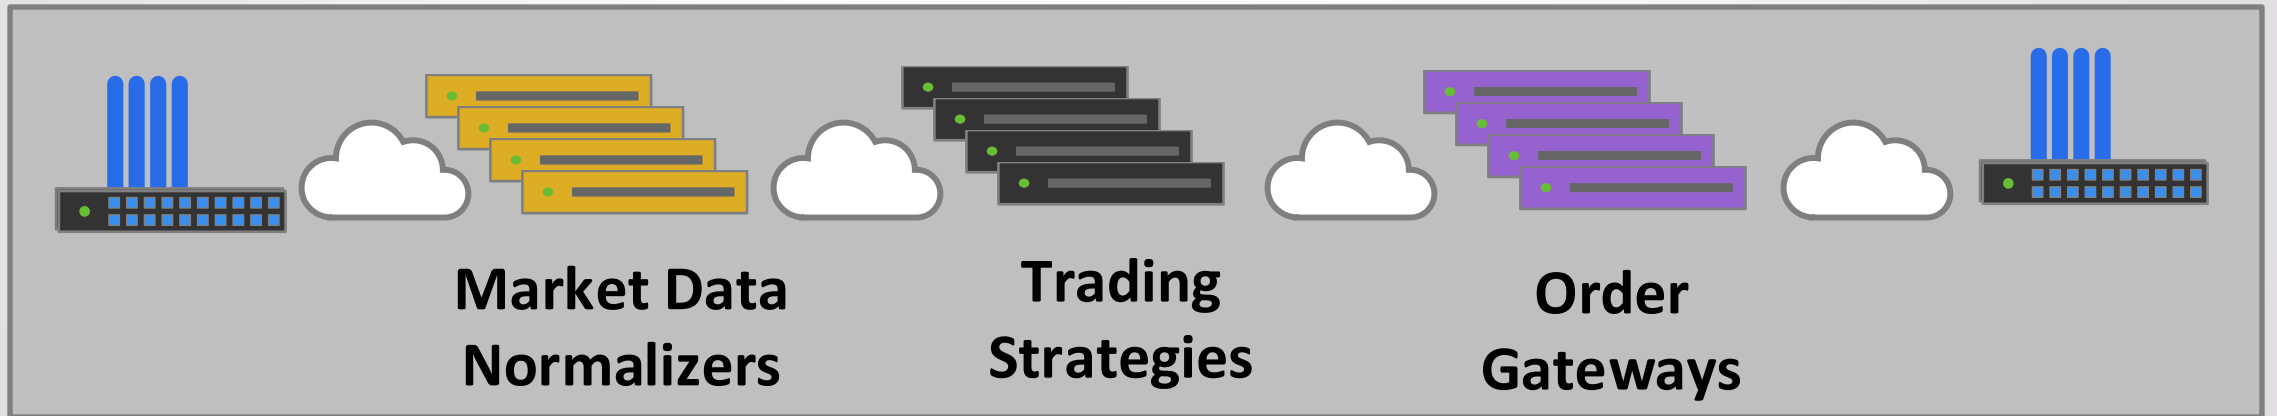 Market Data
Normalizers
Trading
Strategies
Order
Gateways